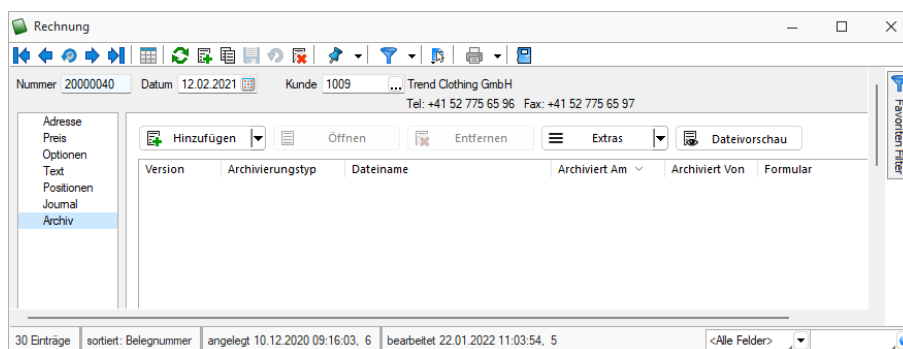 Rechnung
Nummer 20000040 Datum 12.02.2021 Kunde 1009 ... Trend Clothing GmbH
Tel: +41 52 775 65 96 Fax: +41 52 775 65 97
Favoriten Filter
Adresse
Preis
Optionen
Text
Positionen
Journal
Archiv
Hinzufügen Öffnen Entfernen Extras Dateivorschau
Version Archivierungstyp Dateiname Archiviert Am Archiviert Von Formular
30 Einträge sortiert: Belegnummer angelegt 10.12.2020 09:16:03, 6 bearbeitet 22.01.2022 11:03:54, 5 <Alle Felder>